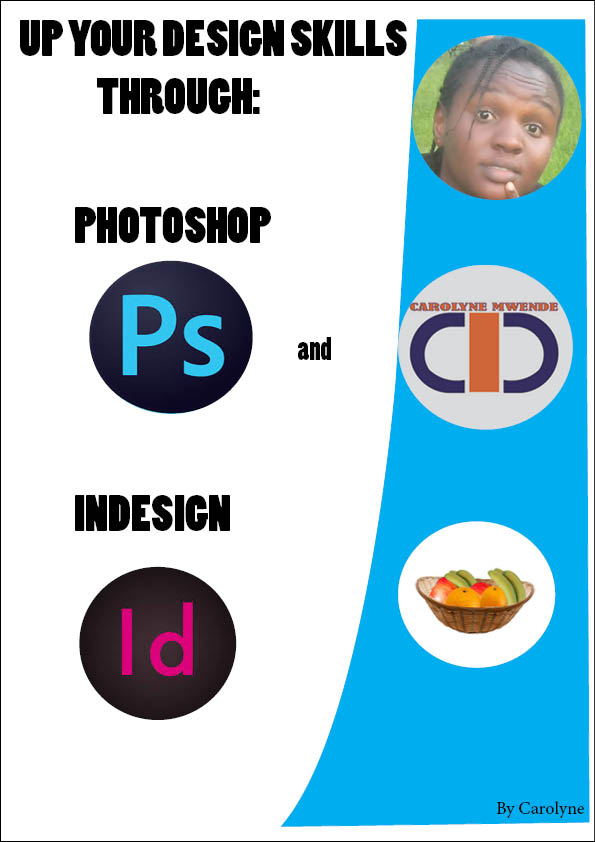 UP YOUR DESIGN SKILLS
THROUGH:
PHOTOSHOP
Ps
and
CAROLYNE MWENDE
INDESIGN
Id
By Carolyne